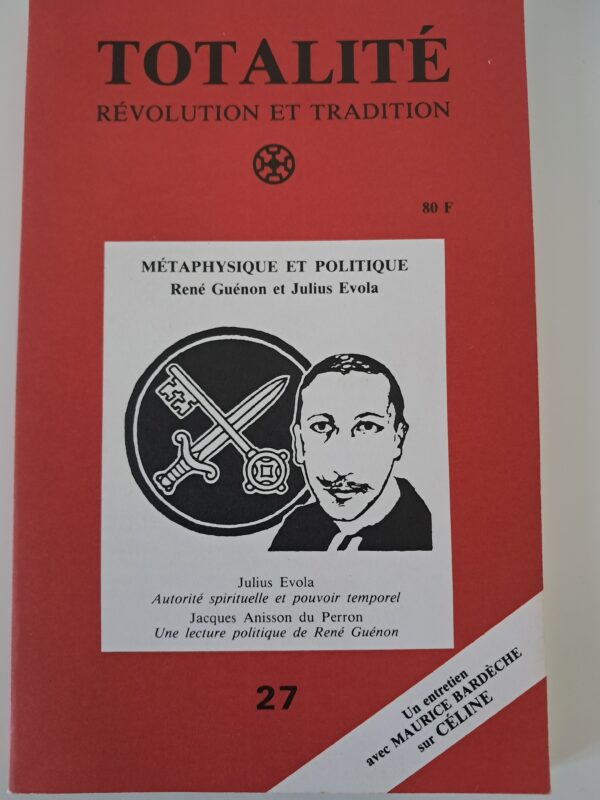 TOTALITÉ
RÉVOLUTION ET TRADITION
80 F
MÉTAPHYSIQUE ET POLITIQUE
René Guénon et Julius Evola
Julius Evola
Autorité spirituelle et pouvoir temporel
Jacques Anisson du Perron
Une lecture politique de René Guénon
27
Un entretien
avec MAURICE BARDÈCHE
sur CÉLINE